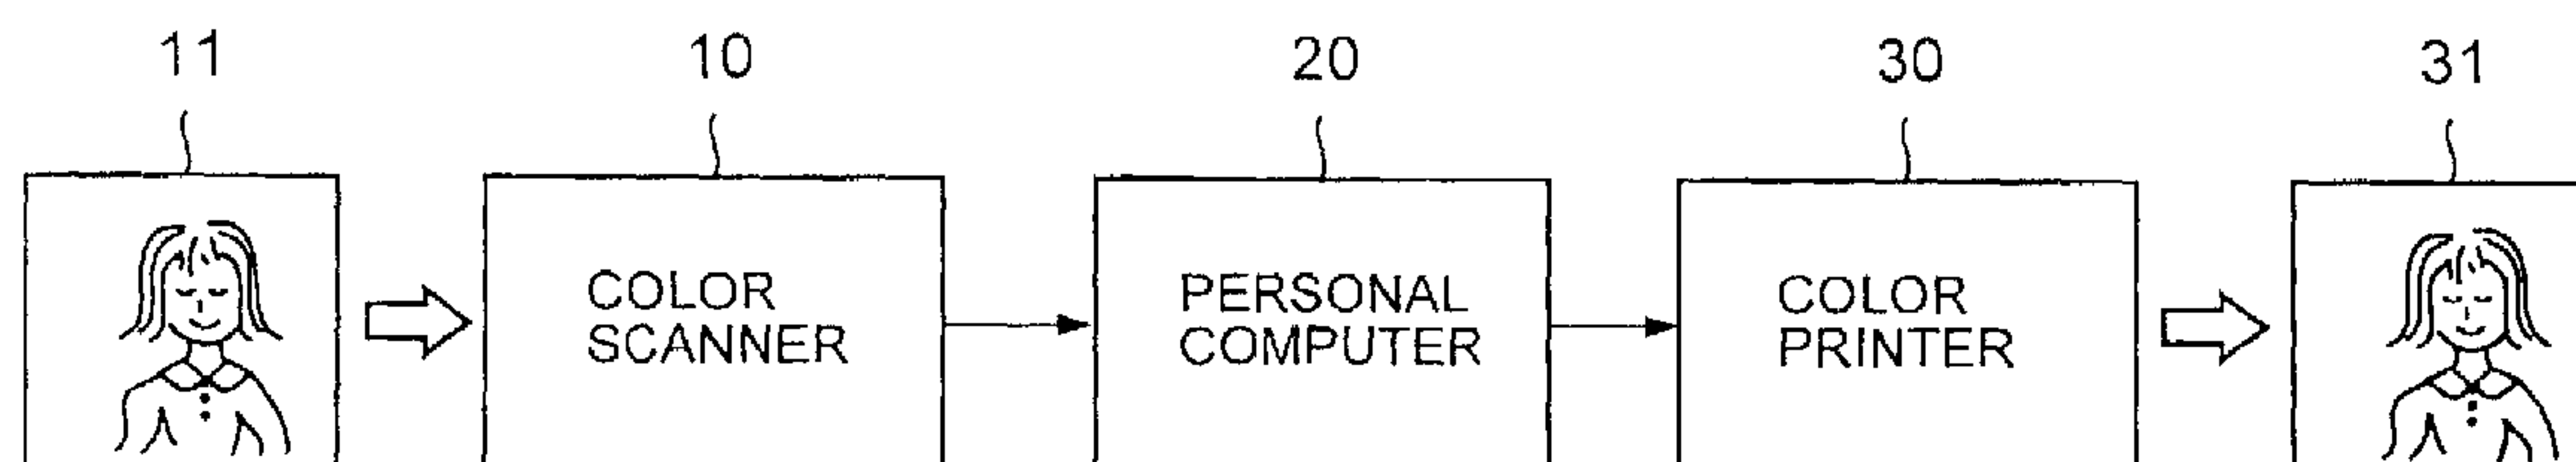 11
10
20
30
31
COLOR
SCANNER
PERSONAL
COMPUTER
COLOR
PRINTER